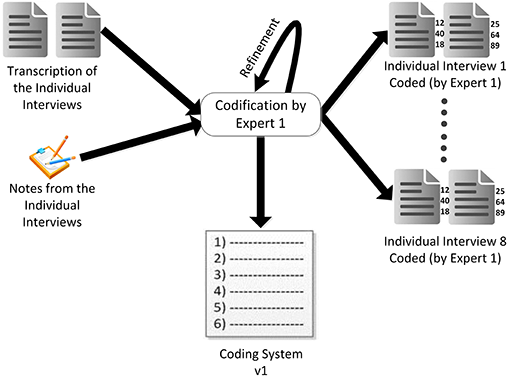 Transcription of
the Individual
Interviews
Notes from the
Individual
Interviews
Refinement
Codification by
Expert 1
1) ------------------
2) ------------------
3) ------------------
4) ------------------
5) ------------------
6) ------------------
Coding System
v1
12 25
40 64
18 89
Individual Interview 1
Coded (by Expert 1)
12 25
40 64
18 89
Individual Interview 8
Coded (by Expert 1)